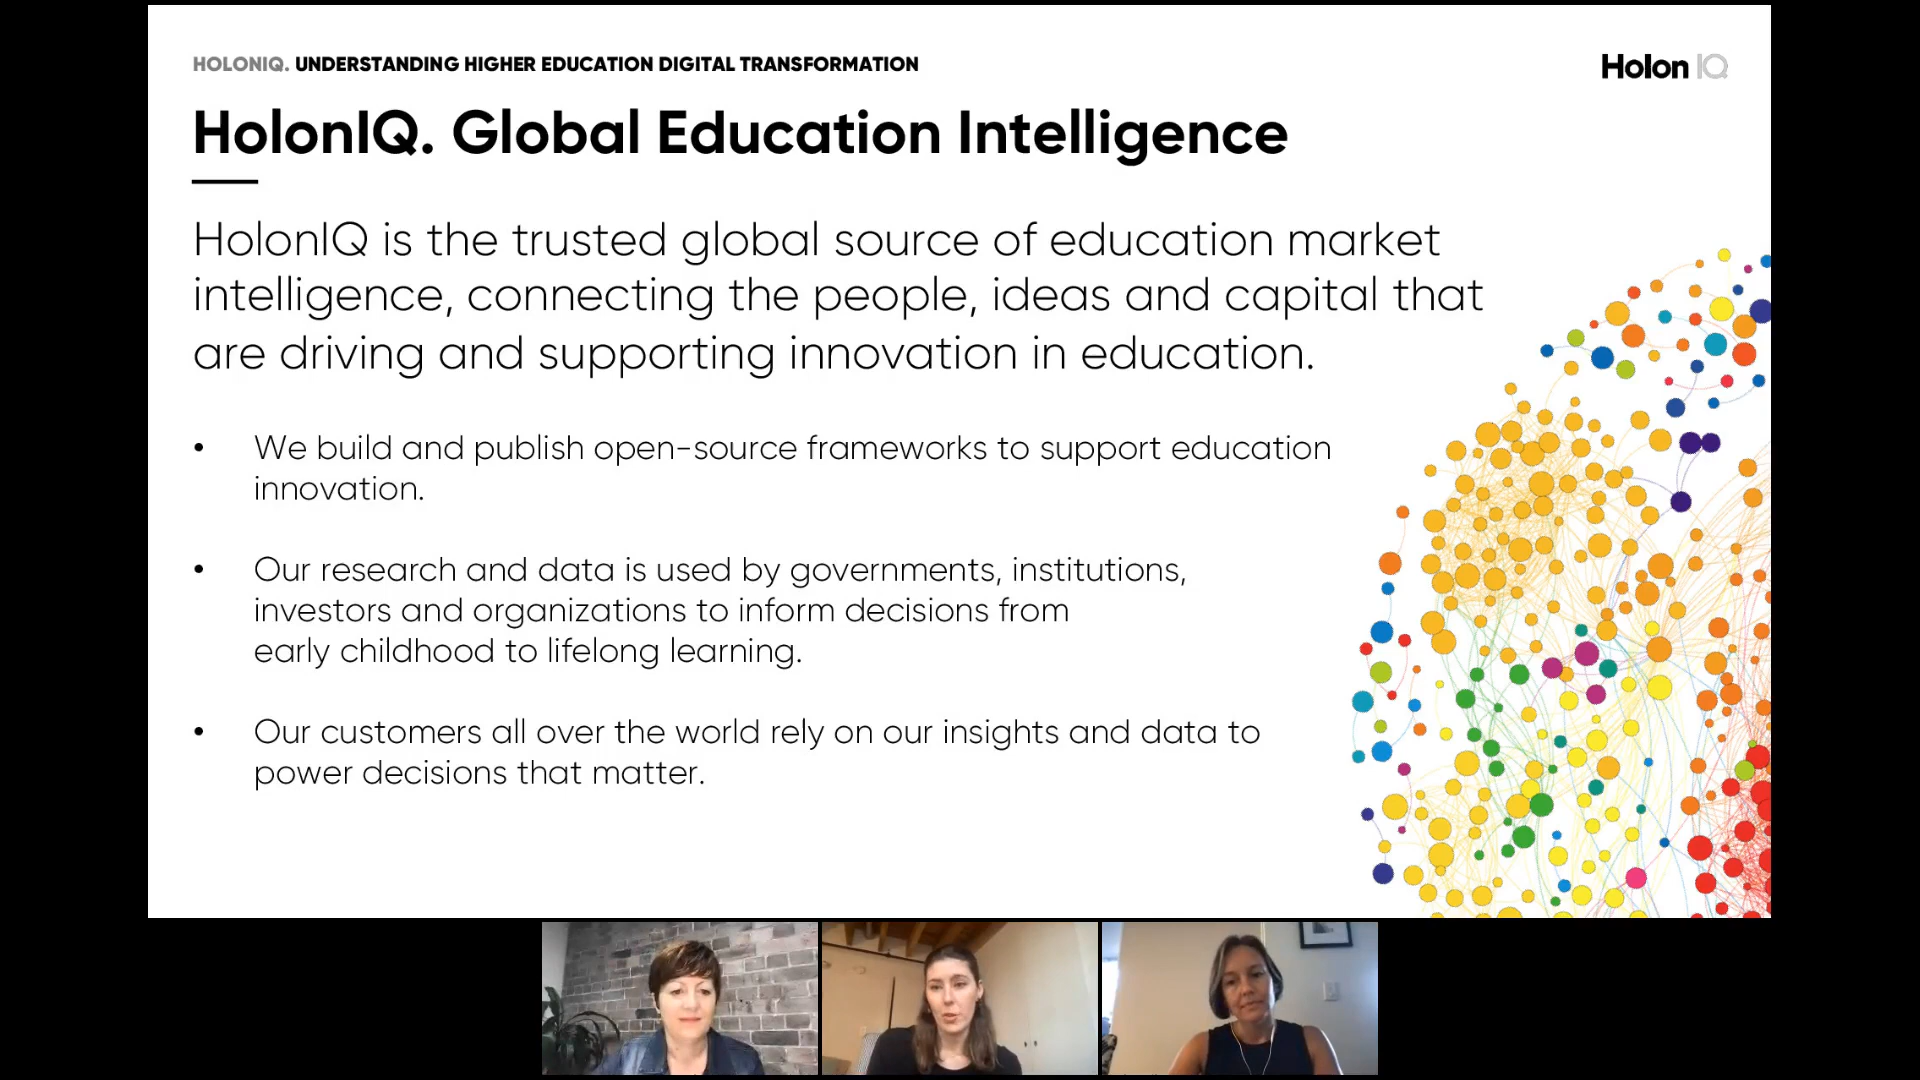 HOLONIQ. UNDERSTANDING HIGHER EDUCATION DIGITAL TRANSFORMATION
Holon IQ
HolonIQ. Global Education Intelligence
HolonIQ is the trusted global source of education market
intelligence, connecting the people, ideas and capital that
are driving and supporting innovation in education.
• We build and publish open-source frameworks to support education
innovation.
• Our research and data is used by governments, institutions,
investors and organizations to inform decisions from
early childhood to lifelong learning.
• Our customers all over the world rely on our insights and data to
power decisions that matter.